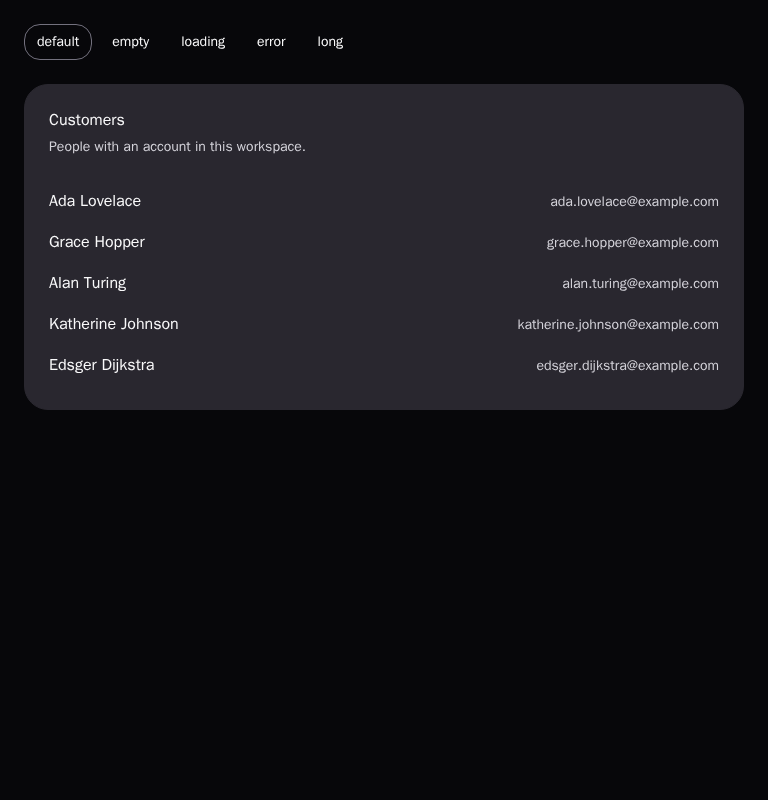 default empty loading error long
Customers
People with an account in this workspace.
Ada Lovelace ada.lovelace@example.com
Grace Hopper grace.hopper@example.com
Alan Turing alan.turing@example.com
Katherine Johnson katherine.johnson@example.com
Edsger Dijkstra edsger.dijkstra@example.com